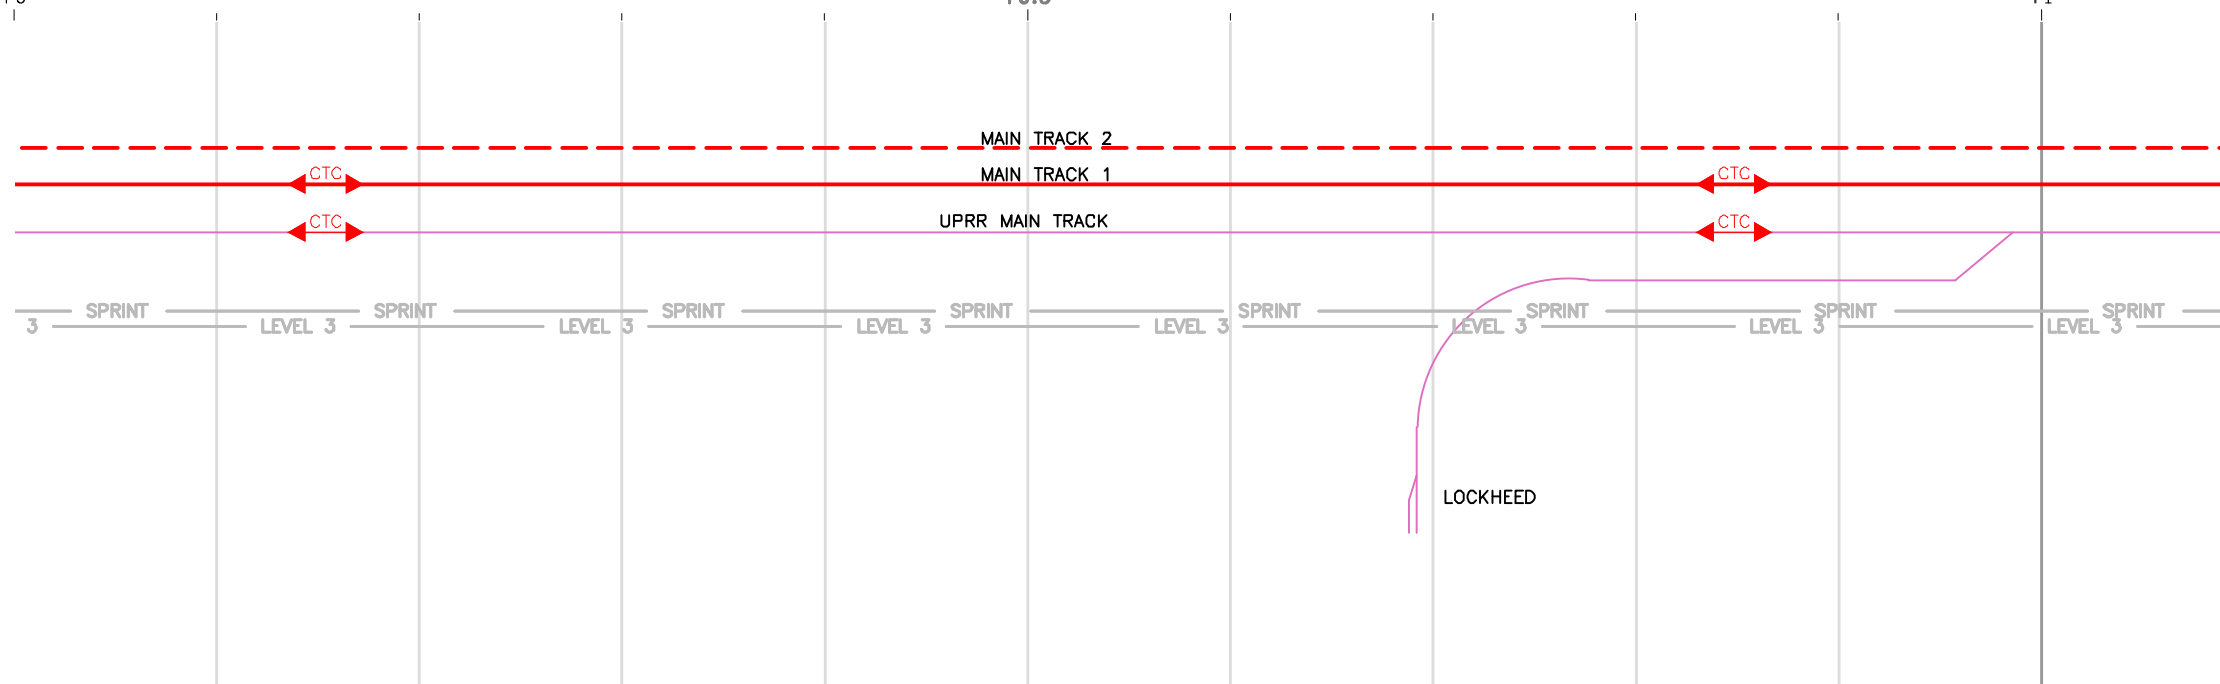 MAIN TRACK 2
CTC MAIN TRACK 1 CTC
CTC UPRR MAIN TRACK CTC
SPRINT SPRINT SPRINT SPRINT SPRINT SPRINT SPRINT SPRINT
3 LEVEL 3 LEVEL 3 LEVEL 3 LEVEL 3 LEVEL 3 LEVEL 3 LEVEL 3
LOCKHEED